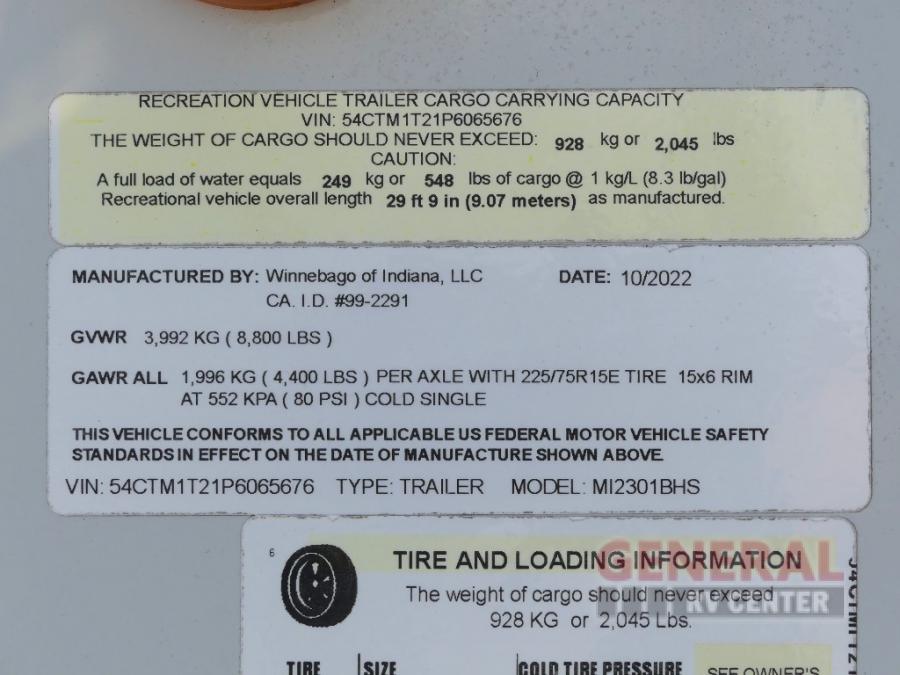 RECREATION VEHICLE TRAILER CARGO CARRYING CAPACITY
VIN: 54CTM1T21P6065676
THE WEIGHT OF CARGO SHOULD NEVER EXCEED: 928 kg or 2,045 lbs
CAUTION:
A full load of water equals 249 kg or 548 lbs of cargo @ 1 kg/L (8.3 lb/gal)
Recreational vehicle overall length 29 ft 9 in (9.07 meters) as manufactured.
MANUFACTURED BY: Winnebago of Indiana, LLC DATE: 10/2022
CA. I.D. #99-2291
GVWR 3,992 KG ( 8,800 LBS )
GAWR ALL 1,996 KG ( 4,400 LBS ) PER AXLE WITH 225/75R15E TIRE 15x6 RIM
AT 552 KPA ( 80 PSI ) COLD SINGLE
THIS VEHICLE CONFORMS TO ALL APPLICABLE US FEDERAL MOTOR VEHICLE SAFETY
STANDARDS IN EFFECT ON THE DATE OF MANUFACTURE SHOWN ABOVE.
VIN: 54CTM1T21P6065676 TYPE: TRAILER MODEL: MI2301BHS
6
TIRE AND LOADING INFORMATION
The weight of cargo should never exceed
928 KG or 2,045 Lbs.
GENERAL
RV CENTER
TIRE SIZE COLD TIRE PRESSURE SEE OWNER'S